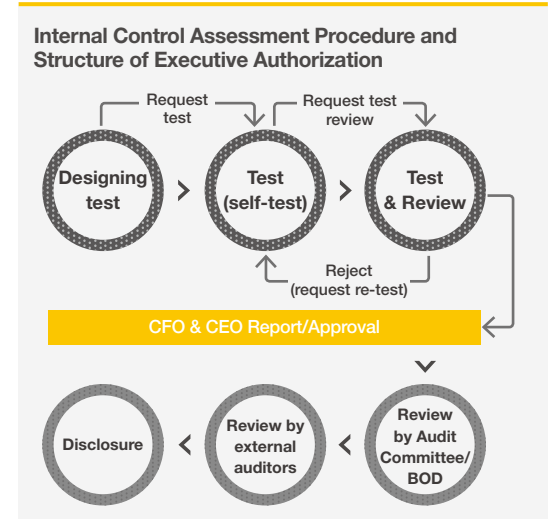 Internal Control Assessment Procedure and
Structure of Executive Authorization
Request
test
Request test
review
Designing
test
Test
(self-test)
Test
& Review
Reject
(request re-test)
CFO & CEO Report/Approval
Disclosure
Review by
external
auditors
Review
by Audit
Committee/
BOD